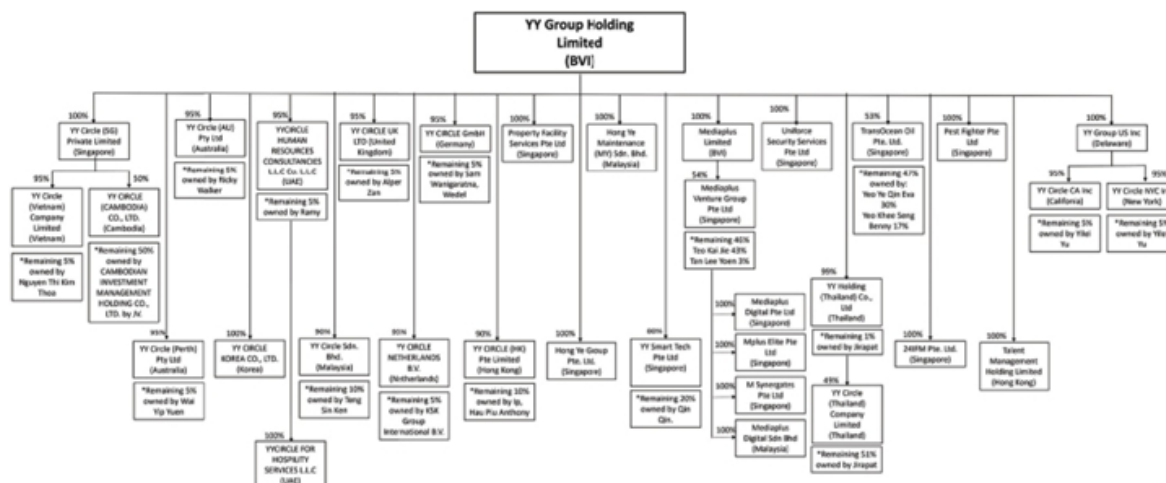 YY Group Holding
Limited
(BVI)
100%
YY Circle (SG)
Private Limited
(Singapore)
95%
YY Circle (AU)
Pty Ltd
(Australia)
*Remaining 5%
owned by Ricky
Walker
95%
YYCIRCLE
HUMAN
RESOURCES
CONSULTANCIES
L.L.C Co. L.L.C
(UAE)
*Remaining 5%
owned by Ramy
95%
YY CIRCLE UK
LTD (United
Kingdom)
*Remaining 5%
owned by Alper
Zan
95%
YY CIRCLE GmbH
(Germany)
*Remaining 5%
owned by Sam
Wanigaratna,
Wedel
100%
Property Facility
Services Pte Ltd
(Singapore)
100%
Hong Ye
Maintenance
(MY) Sdn. Bhd.
(Malaysia)
100%
Mediaplus
Limited
(BVI)
100%
Uniforce
Security Services
Pte Ltd
(Singapore)
53%
TransOcean Oil
Pte. Ltd.
(Singapore)
*Remaining 47%
owned by:
Yeo Ye Qin Eva
30%
Yeo Khee Seng
Benny 17%
100%
Pest Fighter Pte
Ltd
(Singapore)
100%
YY Group US Inc
(Delaware)
95%
YY Circle
(Vietnam)
Company
Limited
(Vietnam)
*Remaining 5%
owned by
Nguyen Thi Kim
Thoa
50%
YY CIRCLE
(CAMBODIA)
CO., LTD.
(Cambodia)
*Remaining 50%
owned by
CAMBODIAN
INVESTMENT
MANAGEMENT
HOLDING CO.,
LTD. by JV.
54%
Mediaplus
Venture Group
Pte Ltd
(Singapore)
*Remaining 46%
Teo Kai Jie 43%
Tan Lee Yoen 3%
95%
YY Circle CA Inc
(California)
*Remaining 5%
owned by Yilei
Yu
95%
YY Circle NYC
(New York)
*Remaining 5%
owned by Yilei
Yu
95%
YY Circle (Perth)
Pty Ltd
(Australia)
*Remaining 5%
owned by Wai
Yip Yuen
100%
YY CIRCLE
KOREA CO., LTD.
(Korea)
90%
YY Circle Sdn.
Bhd.
(Malaysia)
*Remaining 10%
owned by Teng
Sin Ken
95%
YY CIRCLE
NETHERLANDS
B.V.
(Netherlands)
*Remaining 5%
owned by KSK
Group
International B.V.
90%
YY CIRCLE (HK)
Pte Limited
(Hong Kong)
*Remaining 10%
owned by Ip,
Hau Piu Anthony
100%
Hong Ye Group
Pte. Ltd.
(Singapore)
80%
YY Smart Tech
Pte Ltd
(Singapore)
*Remaining 20%
owned by Qin
Qin.
100%
Mediaplus
Digital Pte Ltd
(Singapore)
100%
Mplus Elite Pte
Ltd
(Singapore)
100%
M Synergatns
Pte Ltd
(Singapore)
100%
Mediaplus
Digital Sdn Bhd
(Malaysia)
99%
YY Holding
(Thailand) Co.,
Ltd
(Thailand)
*Remaining 1%
owned by Jirapat
49%
YY Circle
(Thailand)
Company
Limited
(Thailand)
*Remaining 51%
owned by Jirapat
100%
24IFM Pte. Ltd.
(Singapore)
100%
Talent
Management
Holding Limited
(Hong Kong)
100%
YYCIRCLE FOR
HOSPILITY
SERVICES L.L.C
(UAE)